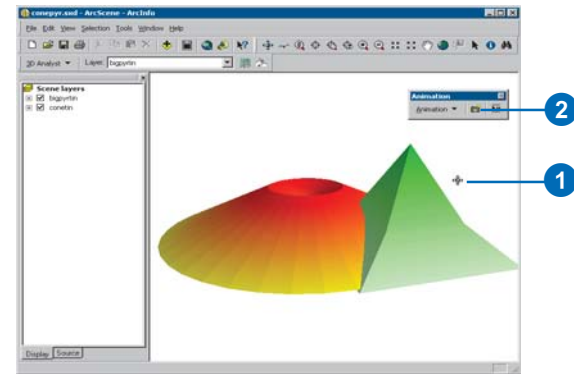 conepyr.sxd - ArcScene - ArcInfo
File Edit View Selection Tools Window Help
3D Analyst Layer: bigpyrtin
Scene layers
bigpyrtin
conetin
Animation
Animation
2
1
Display Source